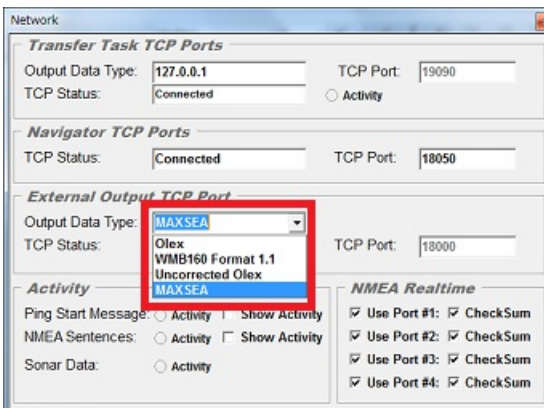 Network
Transfer Task TCP Ports
Output Data Type: 127.0.0.1 TCP Port: 19090
TCP Status: Connected Activity
Navigator TCP Ports
TCP Status: Connected TCP Port: 18050
External Output TCP Port
Output Data Type: MAXSEA
TCP Status: TCP Port: 18000
Olex
WMB160 Format 1.1
Uncorrected Olex
MAXSEA
Activity
Ping Start Message: Activity Show Activity
NMEA Sentences: Activity Show Activity
Sonar Data: Activity
NMEA Realtime
Use Port #1: CheckSum
Use Port #2: CheckSum
Use Port #3: CheckSum
Use Port #4: CheckSum